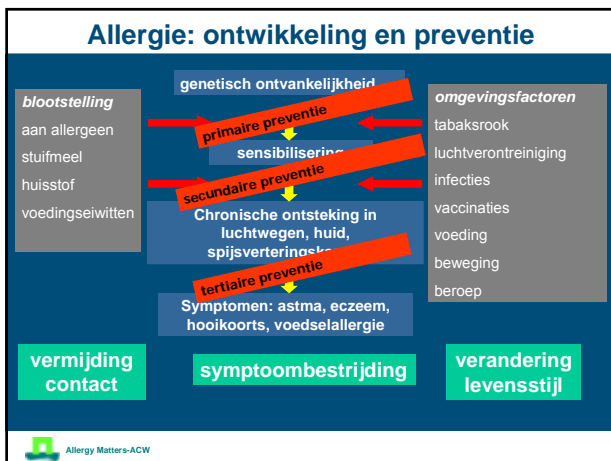 Allergie: ontwikkeling en preventie
genetisch ontvankelijkheid
blootstelling
aan allergeen
stuifmeel
huisstof
voedingseiwitten
primaire preventie
sensibilisering
secundaire preventie
Chronische ontsteking in
luchtwegen, huid,
tertiaire preventie
Symptomen: astma, eczeem,
hooikoorts, voedselallergie
omgevingsfactoren
tabaksrook
luchtverontreiniging
infecties
vaccinaties
voeding
beweging
beroep
vermijding
contact
symptoombestrijding
verandering
levensstijl
Allergy Matters-ACW